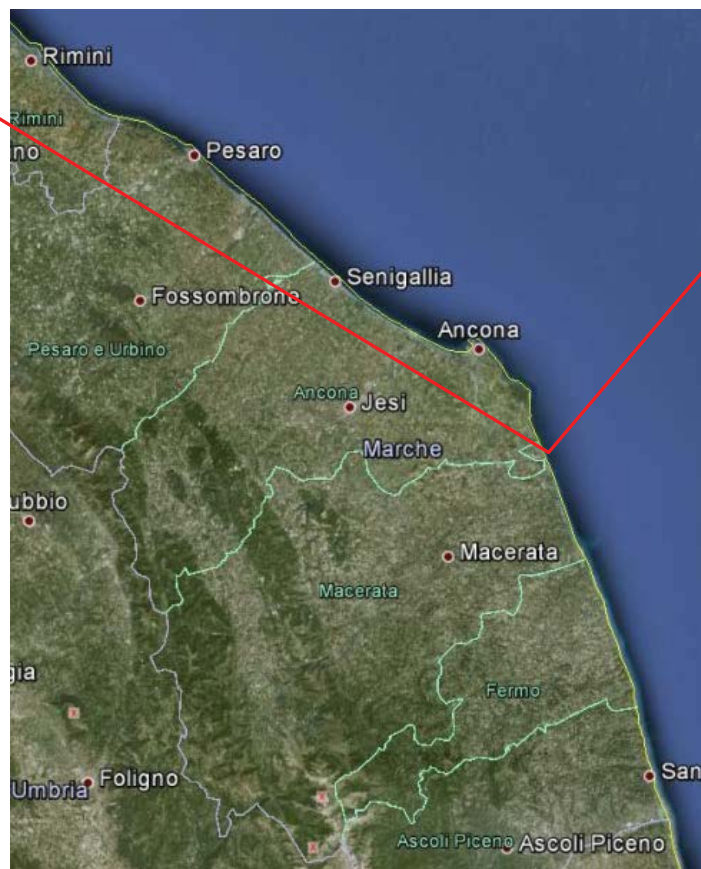 Rimini
Rimini
no
Pesaro
Senigallia
Fossombrone
Ancona
Pesaro e Urbino
Ancona
Jesi
Marche
ubbio
Macerata
Macerata
gia
Fermo
San
Foligno
Umbria
Ascoli Piceno
Ascoli Piceno